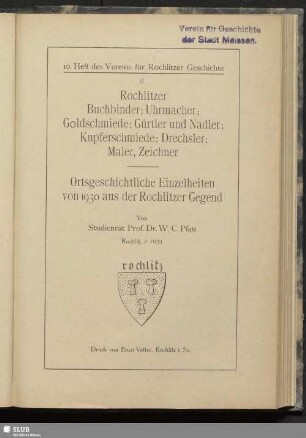 Verein für Geschichte
der Stadt Meissen.
10. Heft des Vereins für Rochlitzer Geschichte
Rochlitzer
Buchbinder; Uhrmacher;
Goldschmiede; Gürtler und Nadler;
Kupferschmiede; Drechsler;
Maler, Zeichner
Ortsgeschichtliche Einzelheiten
von 1930 aus der Rochlitzer Gegend
Von
Studienrat Prof. Dr. W. C. Pfau
Rochlitz / 1931
rochlitz
Druck von Ernst Vetter, Rochlitz i. Sa.
SLUB